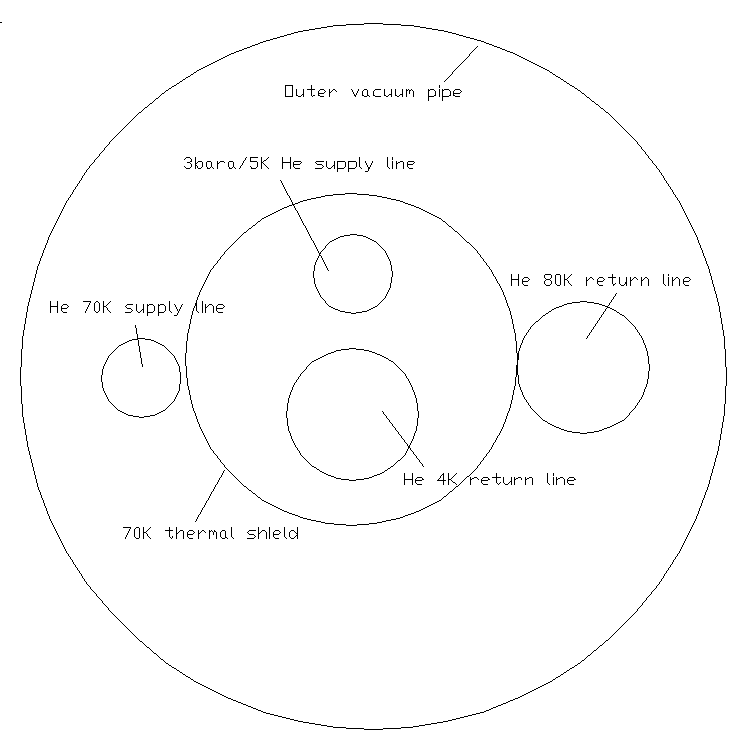 Outer vacuum pipe
3bara/5K He supply line
He 80K return line
He 70K supply line
He 4K return line
70K thermal shield